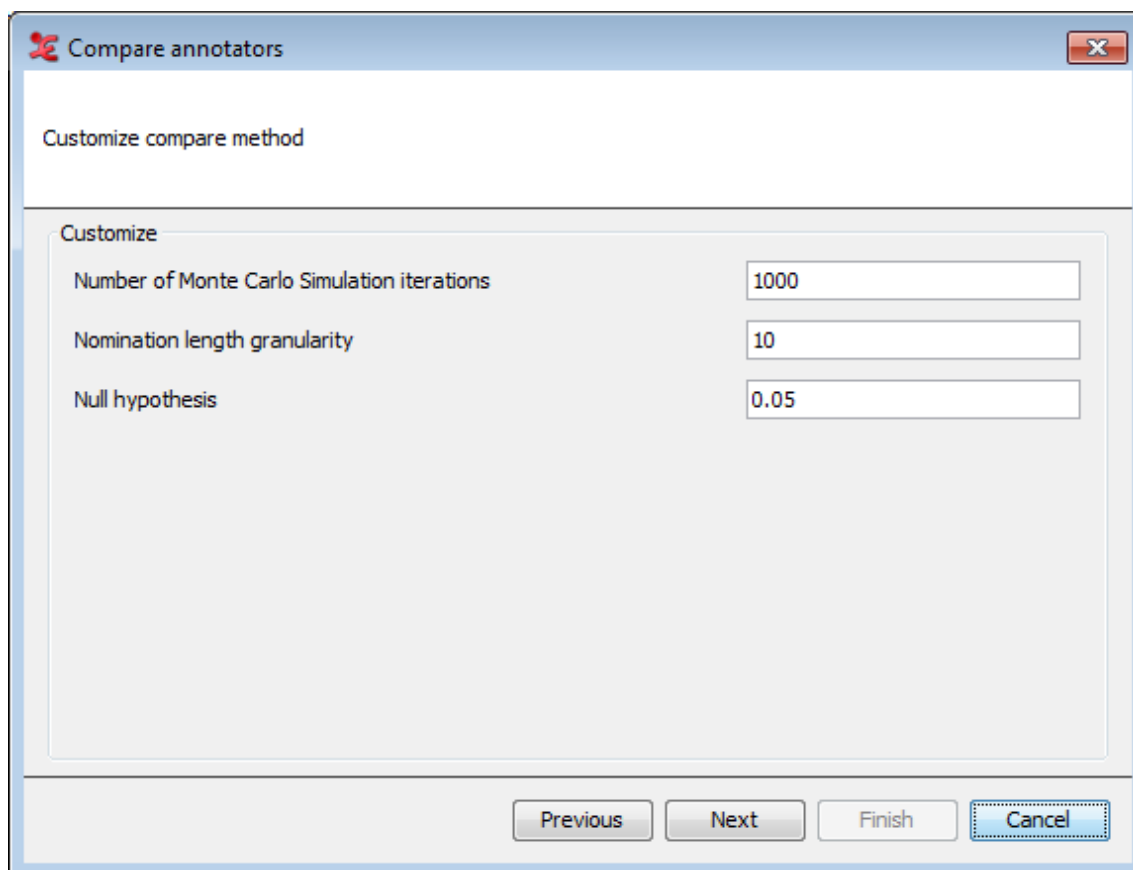 Compare annotators
Customize compare method
Customize
Number of Monte Carlo Simulation iterations 1000
Nomination length granularity 10
Null hypothesis 0.05
Previous Next Finish Cancel